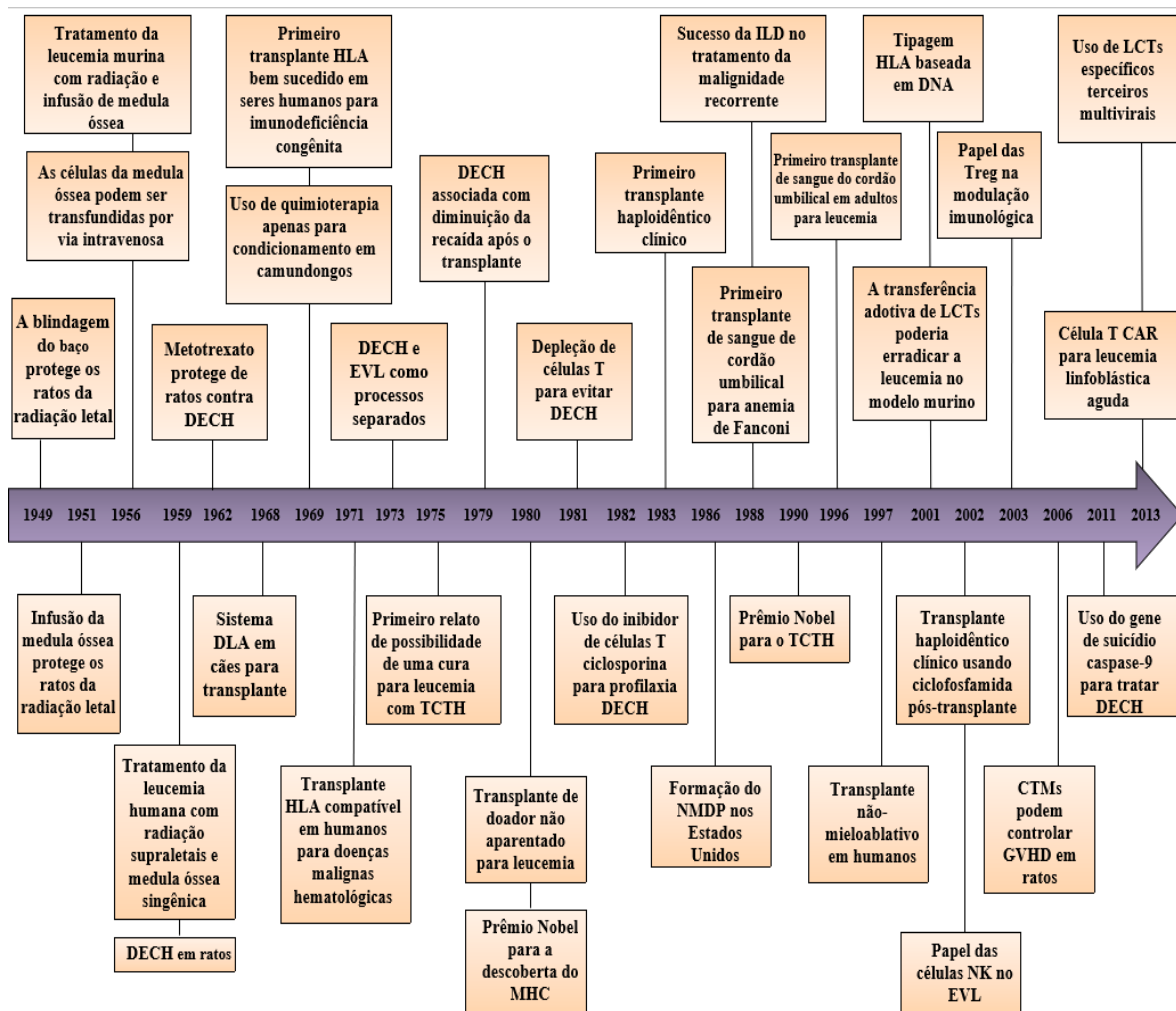 Tratamento da
leucemia murina
com radiação e
infusão de medula
óssea
As células da medula
óssea podem ser
transfundidas por
via intravenosa
A blindagem
do baço
protege os
ratos da
radiação letal
Metotrexato
protege de
ratos contra
DECH
Primeiro
transplante HLA
bem sucedido em
seres humanos para
imunodeficiência
congênita
Uso de quimioterapia
apenas para
condicionamento em
camundongos
DECH e
EVL como
processos
separados
DECH
associada com
diminuição da
recaída após o
transplante
Depleção de
células T
para evitar
DECH
Primeiro
transplante
haploidêntico
clínico
Sucesso da ILD no
tratamento da
malignidade
recorrente
Primeiro
transplante
de sangue de
cordão
umbilical
para anemia
de Fanconi
Primeiro transplante
de sangue do cordão
umbilical em adultos
para leucemia
Tipagem
HLA baseada
em DNA
A transferência
adotiva de LCTs
poderia
erradicar a
leucemia no
modelo murino
Papel das
Treg na
modulação
imunológica
Uso de LCTs
específicos
terceiros
multivirais
Célula T CAR
para leucemia
linfoblástica
aguda
1949 1951 1956 1959 1962 1968 1969 1971 1973 1975 1979 1980 1981 1982 1983 1986 1988 1990 1996 1997 2001 2002 2003 2006 2011 2013
Infusão da
medula óssea
protege os
ratos da
radiação letal
Tratamento da
leucemia
humana com
radiação
supraletais e
medula óssea
singênica
DECH em ratos
Sistema
DLA em
cães para
transplante
Transplante
HLA compatível
em humanos
para doenças
malignas
hematológicas
Primeiro relato
de possibilidade
de uma cura
para leucemia
com TCTH
Transplante de
doador não
aparentado para
leucemia
Prêmio Nobel
para a
descoberta do
MHC
Uso do inibidor
de células T
ciclosporina
para profilaxia
DECH
Formação do
NMDP nos
Estados
Unidos
Prêmio Nobel
para o TCTH
Transplante
não-
mieloablativo
em humanos
Transplante
haploidêntico
clínico usando
ciclofosfamida
pós-transplante
Papel das
células NK no
EVL
CTMs
podem
controlar
GVHD em
ratos
Uso do gene
de suicídio
caspase-9
para tratar
DECH